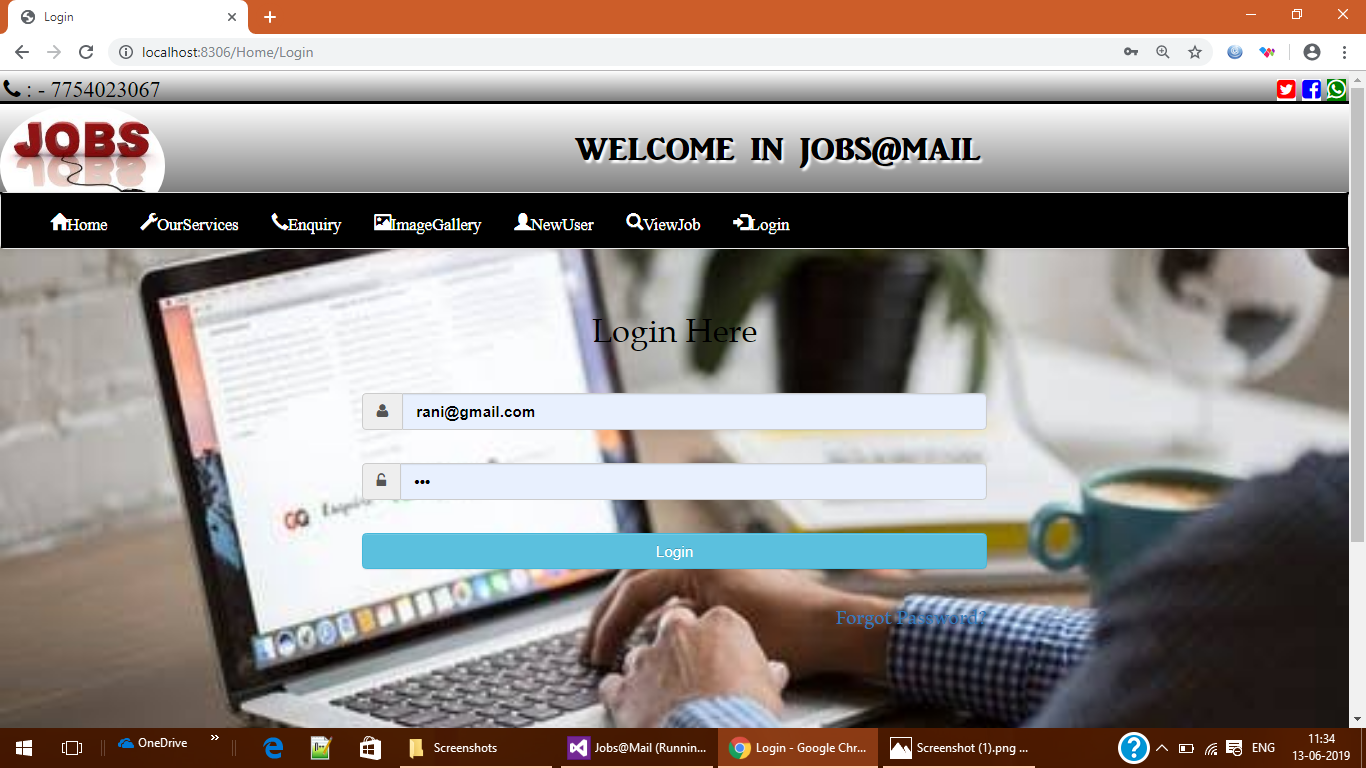 Login
localhost:8306/Home/Login
: - 7754023067
JOBS
WELCOME IN JOBS@MAIL
Home OurServices Enquiry ImageGallery NewUser ViewJob Login
Login Here
rani@gmail.com
•••
Login
Forgot Password?
OneDrive » Screenshots Jobs@Mail (Runnin... Login - Google Chr... Screenshot (1).png ... ? ENG 11:34
13-06-2019